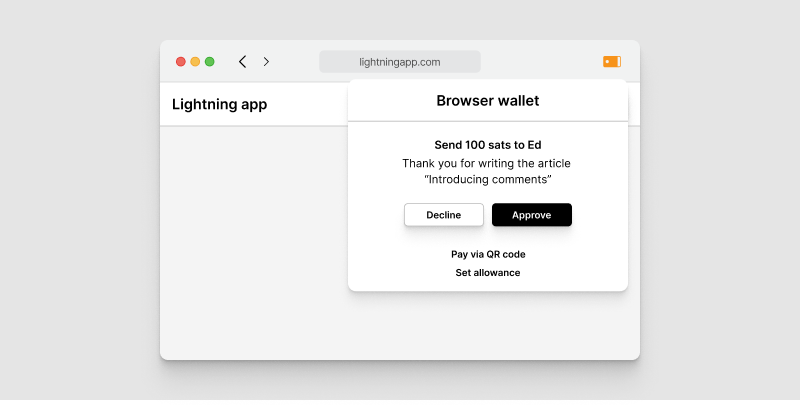 lightningapp.com
Lightning app
Browser wallet
Send 100 sats to Ed
Thank you for writing the article
“Introducing comments”
Decline
Approve
Pay via QR code
Set allowance